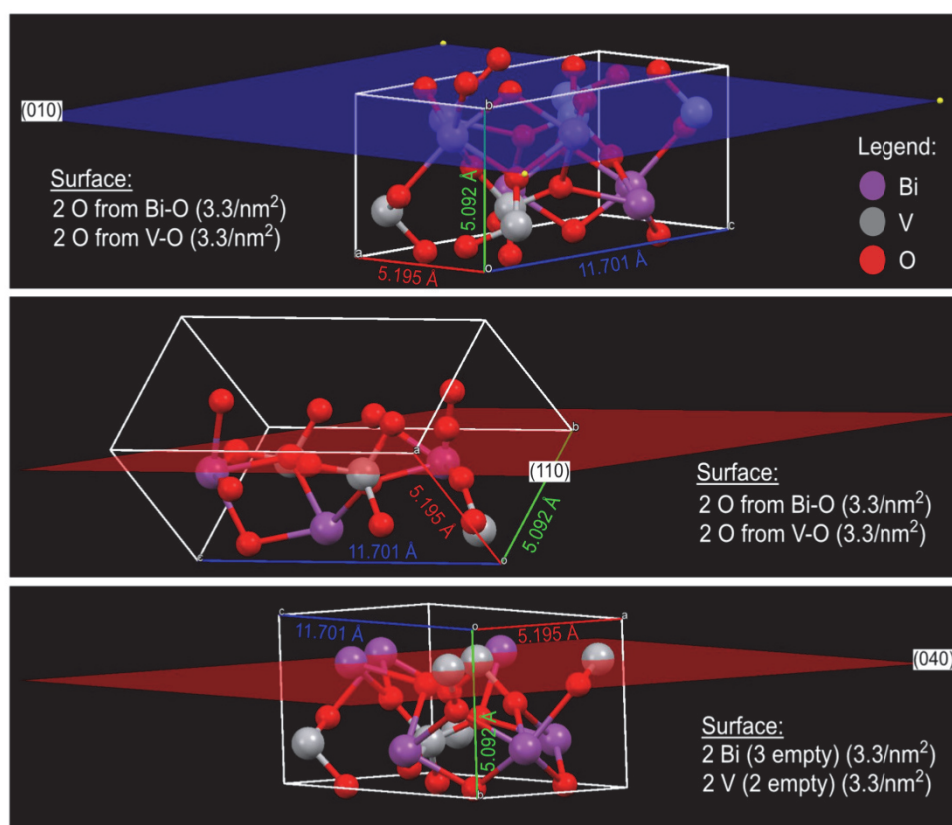 (010)
Surface:
2 O from Bi-O (3.3/nm²)
2 O from V-O (3.3/nm²)
b
5.092 Å
a
5.195 Å
o
11.701 Å
c
Legend:
Bi
V
O
a
b
(110)
5.195 Å
5.092 Å
11.701 Å
c
o
Surface:
2 O from Bi-O (3.3/nm²)
2 O from V-O (3.3/nm²)
c
11.701 Å
o
5.195 Å
a
(040)
5.092 Å
b
Surface:
2 Bi (3 empty) (3.3/nm²)
2 V (2 empty) (3.3/nm²)